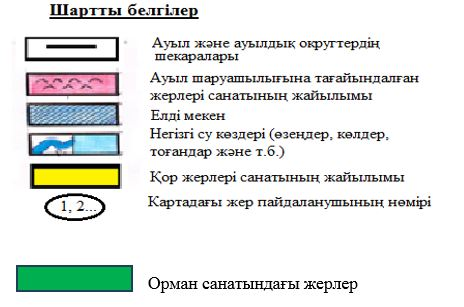 Шартты белгілер
Ауыл және ауылдық округтердің
шекаралары
Ауыл шаруашылығына тағайындалған
жерлері санатының жайылымы
Елді мекен
Негізгі су көздері (өзеңдер, көлдер,
тоғандар және т.б.)
Қор жерлері санатының жайылымы
1, 2...
Картадағы жер пайдаланушының нөмірі
Орман санатындағы жерлер